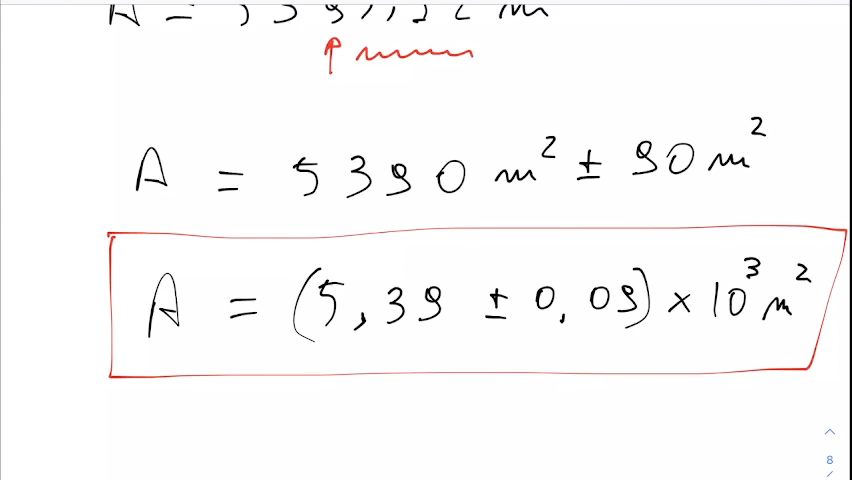 A = 5390 m² ± 90 m²
A = (5,39 ± 0,09) × 10³ m²
8